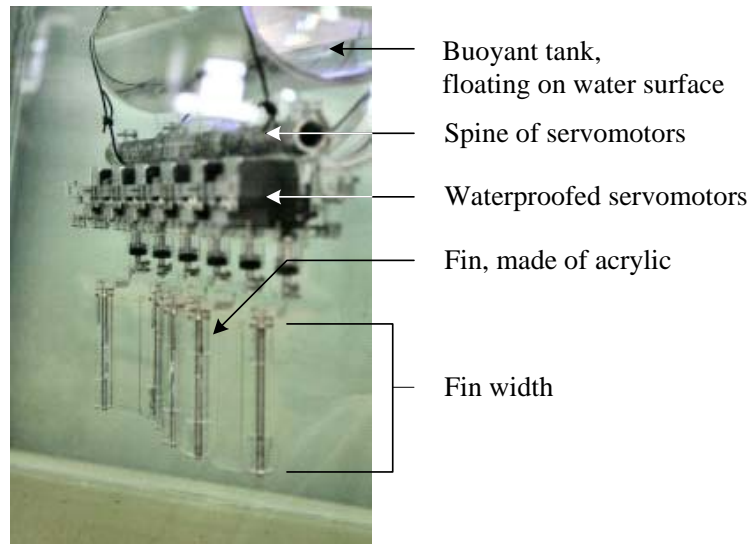 Buoyant tank,
floating on water surface
Spine of servomotors
Waterproofed servomotors
Fin, made of acrylic
Fin width